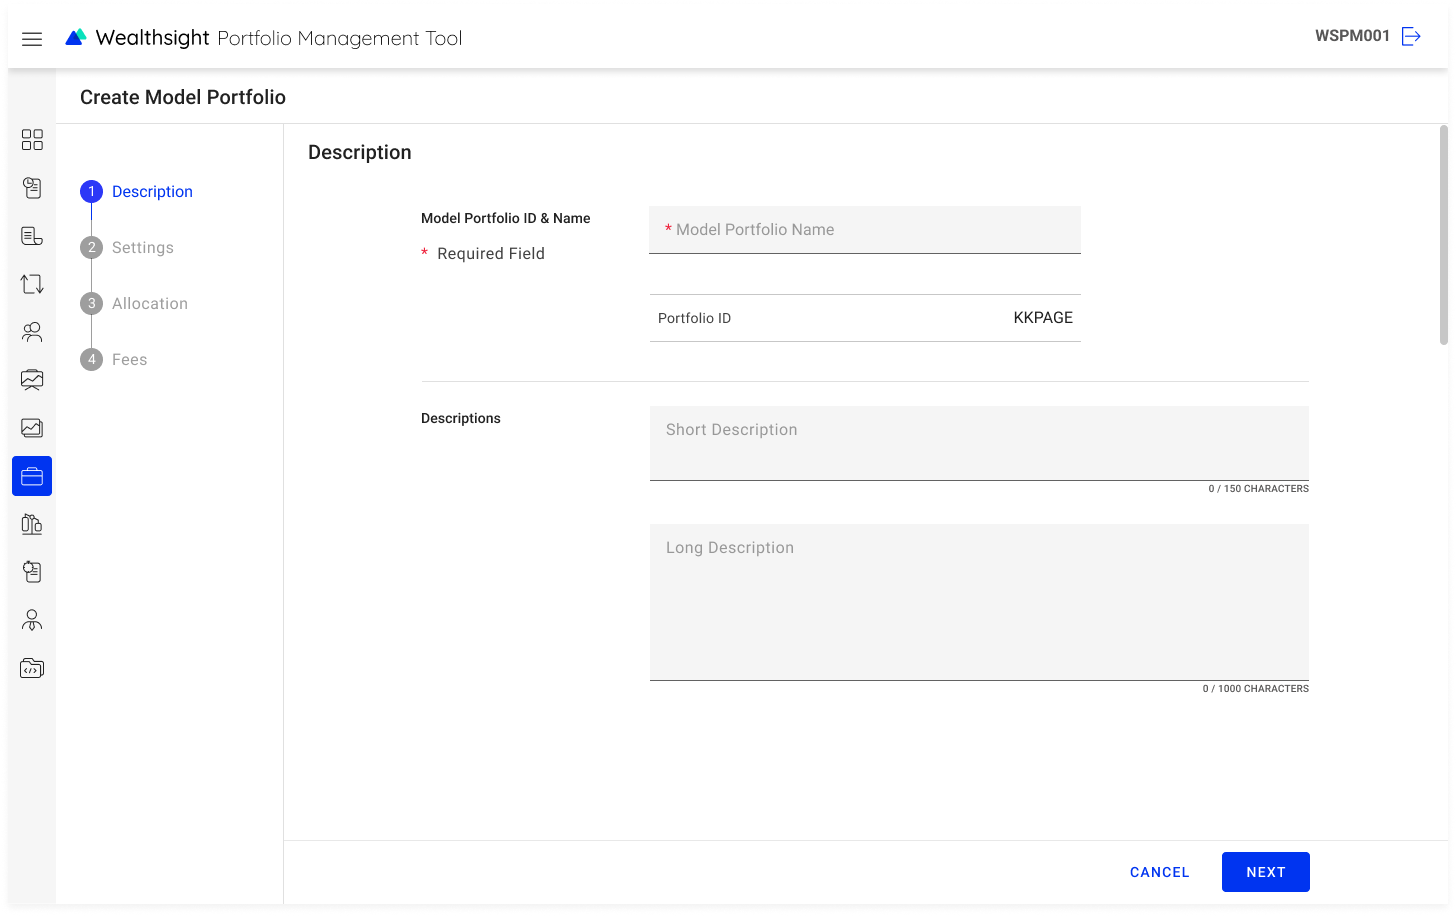 Wealthsight Portfolio Management Tool
WSPM001
Create Model Portfolio
1 Description
2 Settings
3 Allocation
4 Fees
Description
Model Portfolio ID & Name
* Required Field
* Model Portfolio Name
Portfolio ID KKPAGE
Descriptions
Short Description
0 / 150 CHARACTERS
Long Description
0 / 1000 CHARACTERS
CANCEL NEXT